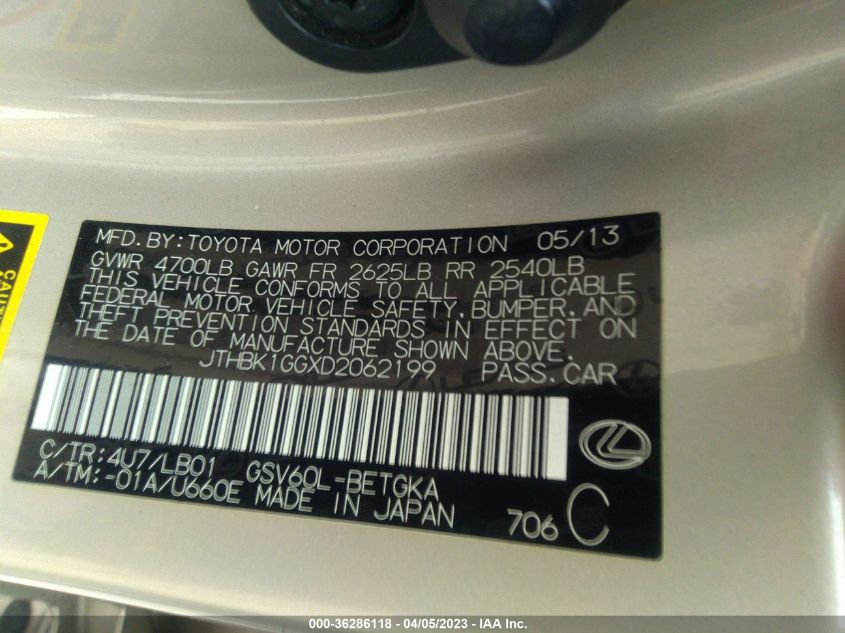 MFD.BY:TOYOTA MOTOR CORPORATION 05/13
GVWR 4700LB GAWR FR 2625LB RR 2540LB
THIS VEHICLE CONFORMS TO ALL APPLICABLE
FEDERAL MOTOR VEHICLE SAFETY,BUMPER,AND
THEFT PREVENTION STANDARDS IN EFFECT ON
THE DATE OF MANUFACTURE SHOWN ABOVE.
JTHBK1GGXD2062199 PASS.CAR
C/TR:4U7/LB01 GSV60L-BETGKA
A/TM:-01A/U660E MADE IN JAPAN
706 C
000-36286118 - 04/05/2023 - IAA Inc.